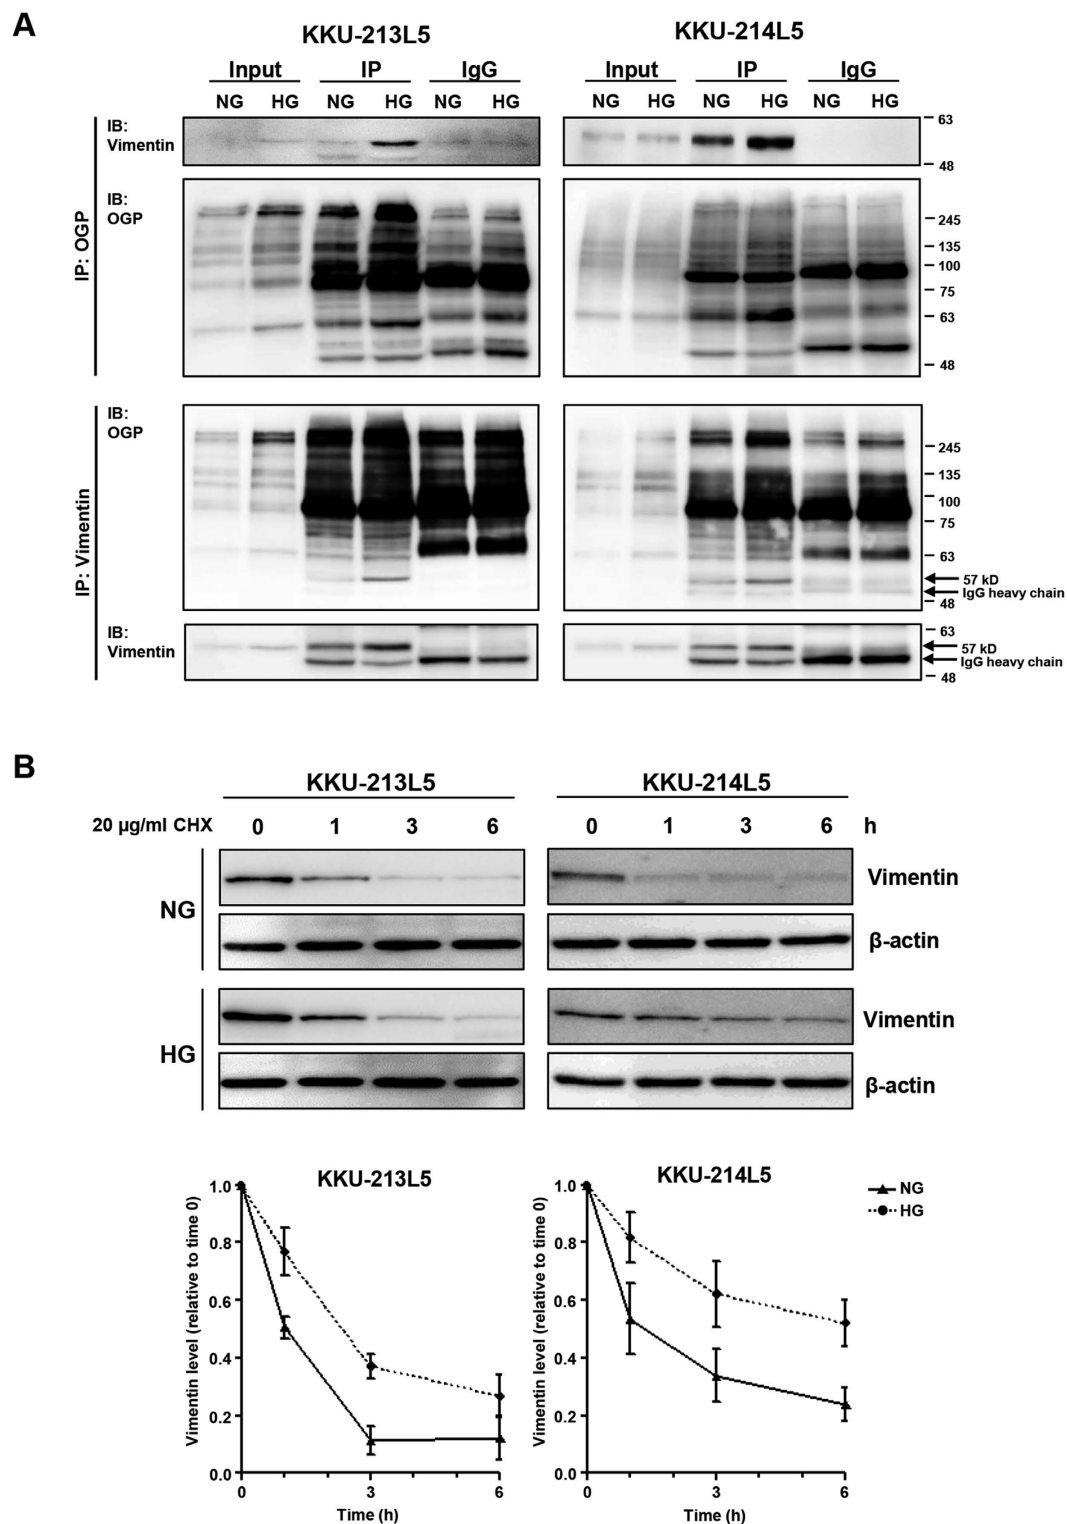 A
KKU-213L5
KKU-214L5
Input IP IgG
Input IP IgG
NG HG NG HG NG HG
NG HG NG HG NG HG
IP: OGP
IB:
Vimentin
63
48
IB:
OGP
245
135
100
75
63
48
IP: Vimentin
IB:
OGP
245
135
100
75
63
57 kD
IgG heavy chain
48
IB:
Vimentin
63
57 kD
IgG heavy chain
48
B
KKU-213L5
KKU-214L5
20 µg/ml CHX 0 1 3 6 0 1 3 6 h
NG
Vimentin
β-actin
HG
Vimentin
β-actin
KKU-213L5
Vimentin level (relative to time 0)
1.0
0.8
0.6
0.4
0.2
0.0
0 3 6
Time (h)
KKU-214L5
Vimentin level (relative to time 0)
1.0
0.8
0.6
0.4
0.2
0.0
0 3 6
Time (h)
NG
HG